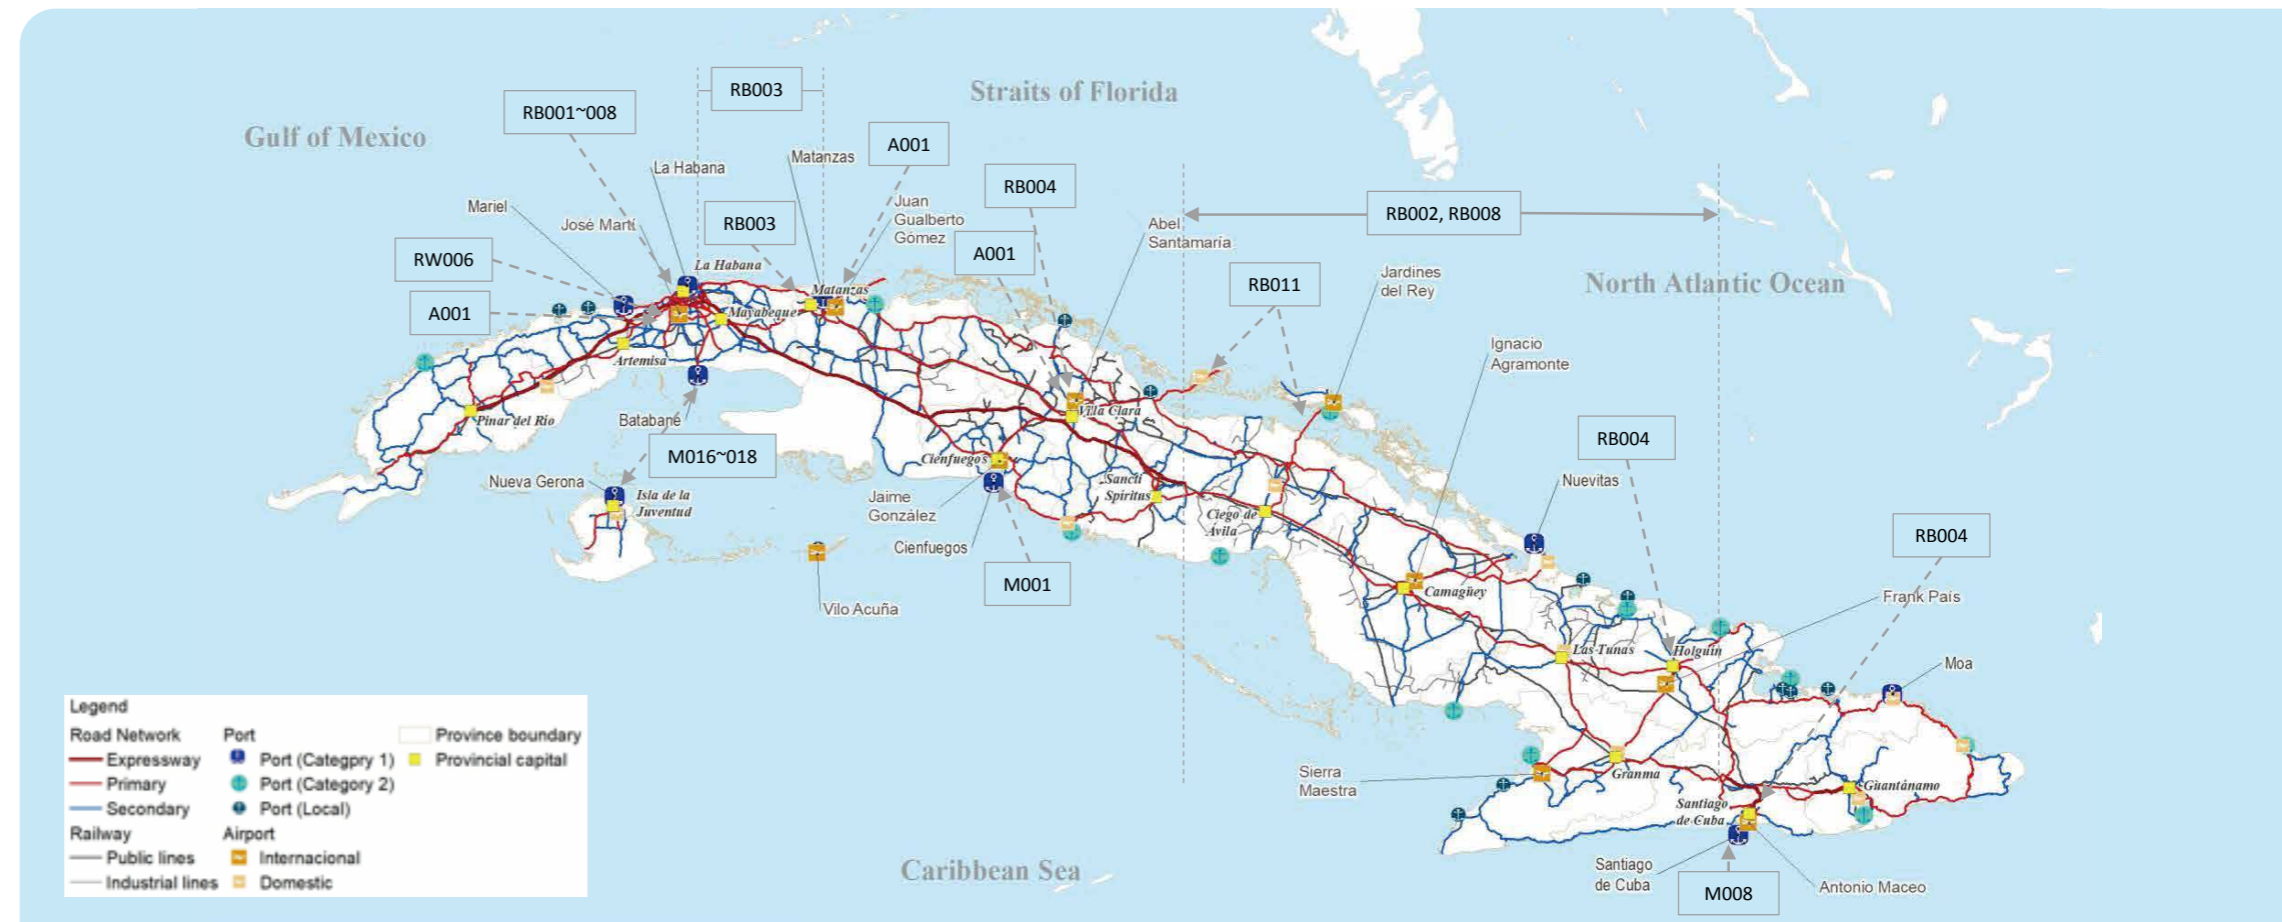 Gulf of Mexico
Straits of Florida
North Atlantic Ocean
Caribbean Sea
RB003
RB001~008
A001
Matanzas
La Habana
RB004
Mariel
José Martí
RB003
Juan
Gualberto
Gómez
A001
Abel
Santamaría
RB002, RB008
RW006
A001
RB011
Jardines
del Rey
La Habana
Matanzas
Mayabeque
Artemisa
Pinar del Río
Batabanó
M016~018
Nueva Gerona
Isla de la
Juventud
Villa Clara
Cienfuegos
Sancti
Spiritus
Jaime
González
Cienfuegos
M001
Vilo Acuña
Ciego de
Ávila
Ignacio
Agramonte
RB004
Nuevitas
RB004
Frank País
Camagüey
Las Tunas
Holguín
Moa
Sierra
Maestra
Granma
Santiago
de Cuba
Guantánamo
Santiago
de Cuba
M008
Antonio Maceo
Legend
Road Network
Expressway
Primary
Secondary
Railway
Public lines
Industrial lines
Port
Port (Categpry 1)
Port (Category 2)
Port (Local)
Airport
Internacional
Domestic
Province boundary
Provincial capital